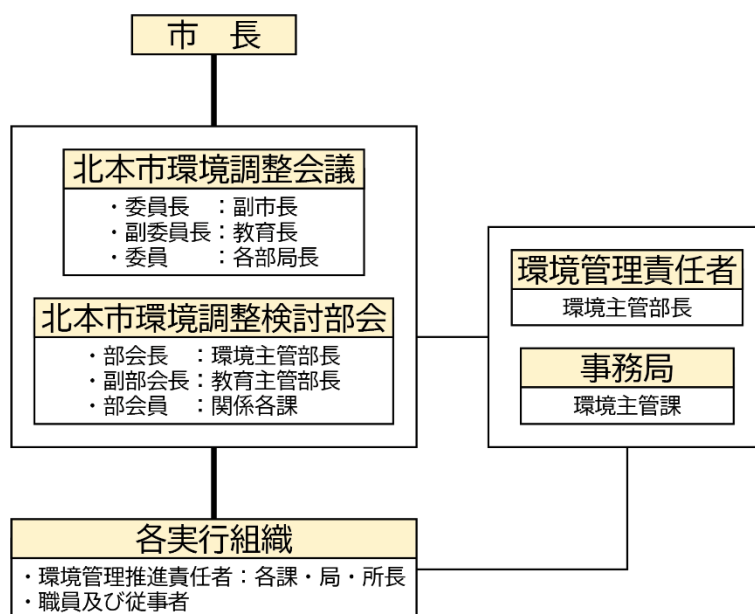 市　長
北本市環境調整会議
・委員長　：副市長
・副委員長：教育長
・委員　　：各部局長
北本市環境調整検討部会
・部会長　：環境主管部長
・副部会長：教育主管部長
・部会員　：関係各課
環境管理責任者
環境主管部長
事務局
環境主管課
各実行組織
・環境管理推進責任者：各課・局・所長
・職員及び従事者